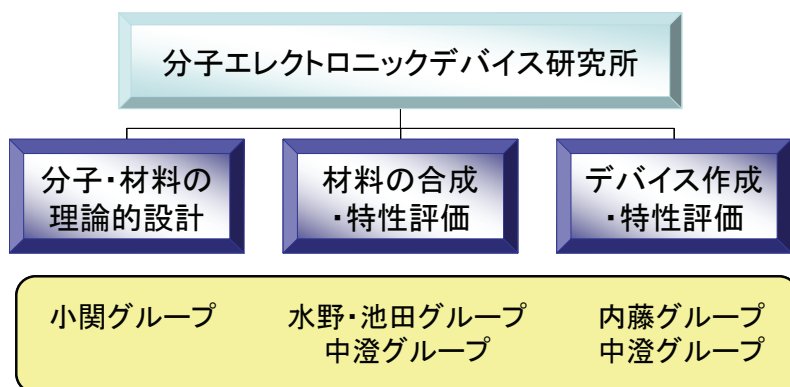 分子エレクトロニックデバイス研究所
分子・材料の
理論的設計
材料の合成
・特性評価
デバイス作成
・特性評価
小関グループ
水野・池田グループ
中澄グループ
内藤グループ
中澄グループ